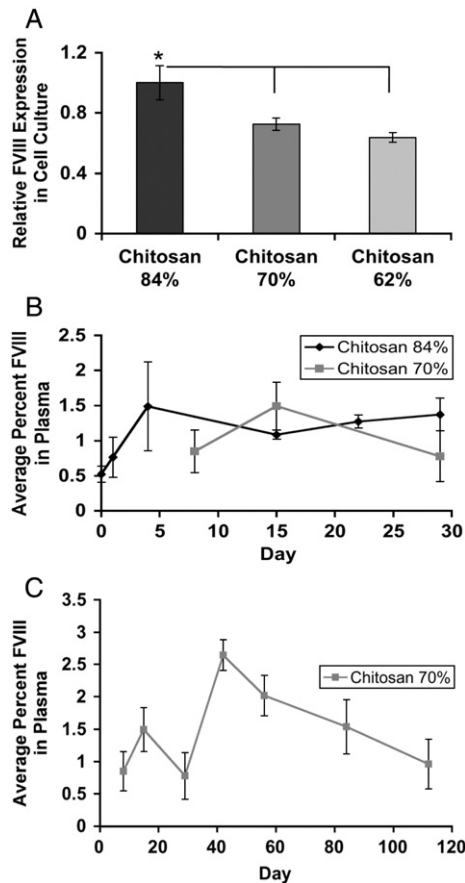 A
Relative FVIII Expression
in Cell Culture
1.2
0.8
0.4
0
*
Chitosan
84%
Chitosan
70%
Chitosan
62%
B
Average Percent FVIII
in Plasma
2.5
2
1.5
1
0.5
0
Chitosan 84%
Chitosan 70%
0 5 10 15 20 25 30
Day
C
Average Percent FVIII
in Plasma
3.5
3
2.5
2
1.5
1
0.5
0
Chitosan 70%
0 20 40 60 80 100 120
Day